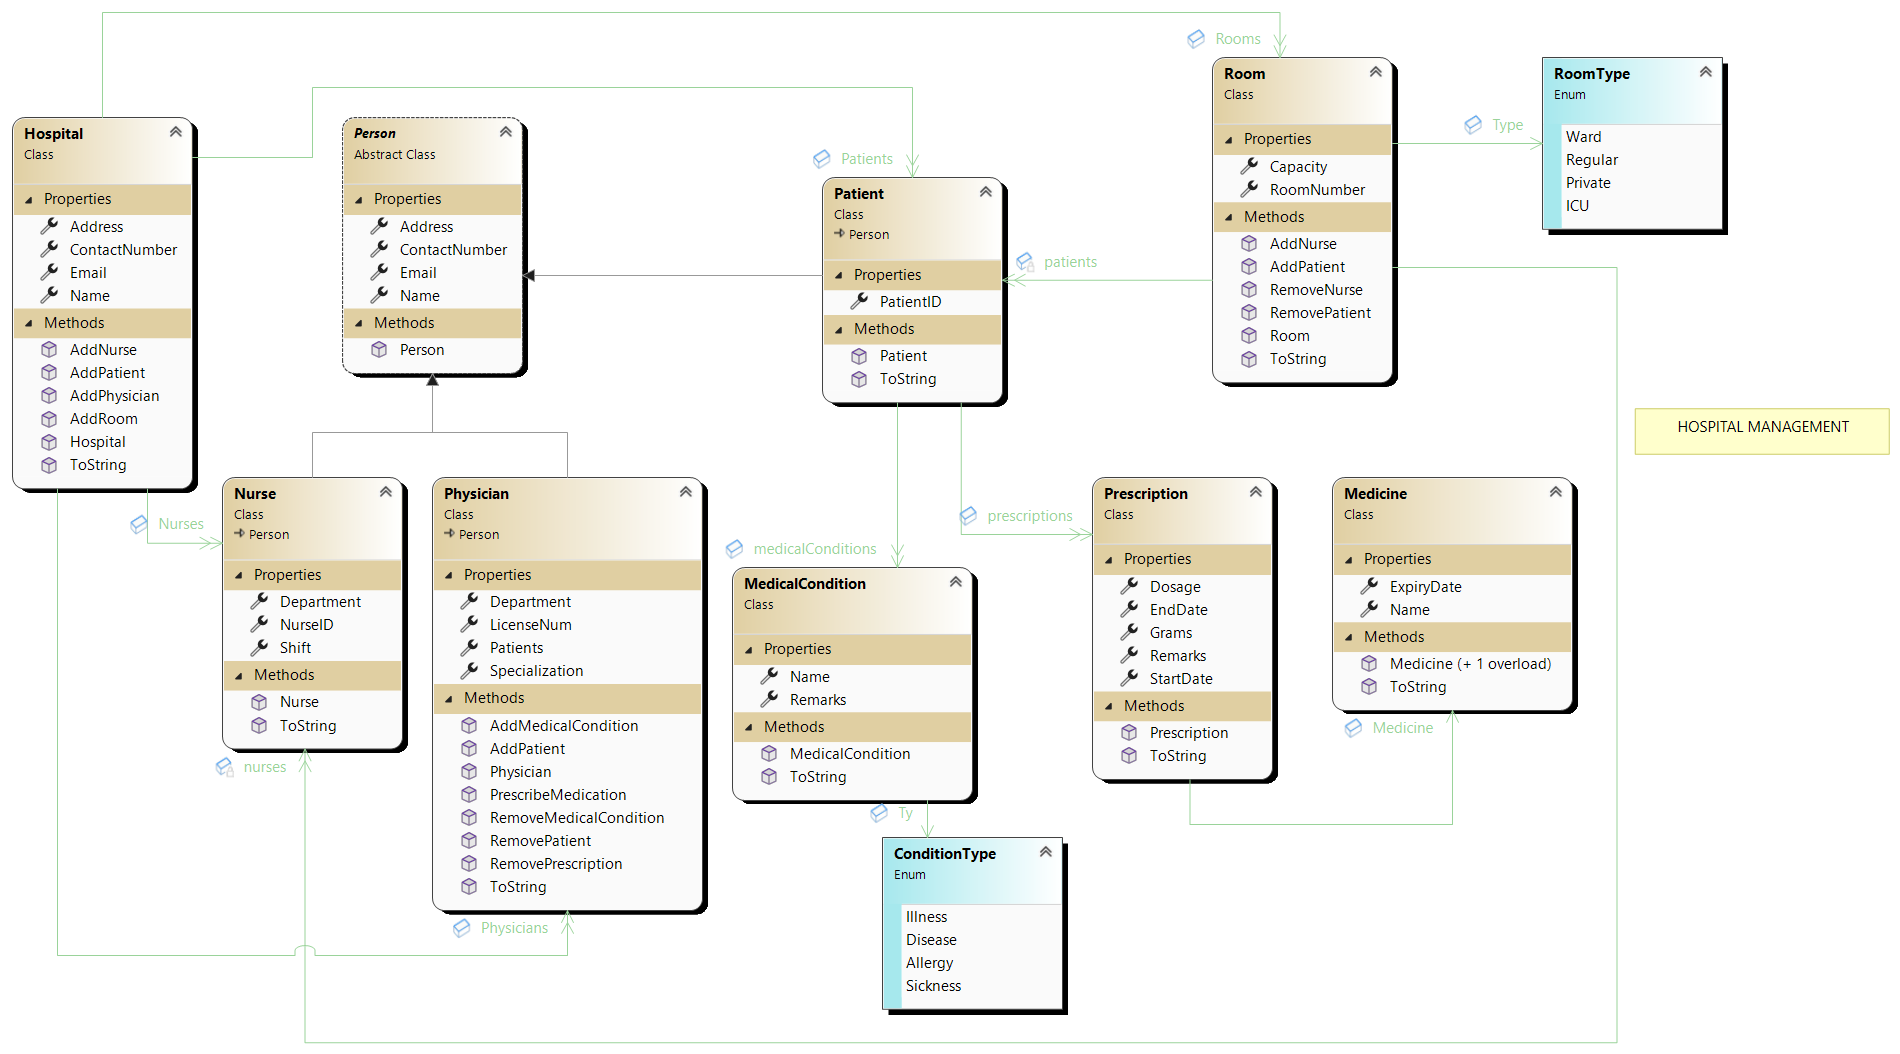 Rooms
Room
Class
Properties
Capacity
RoomNumber
Methods
AddNurse
AddPatient
RemoveNurse
RemovePatient
Room
ToString
Type
RoomType
Enum
Ward
Regular
Private
ICU
Hospital
Class
Properties
Address
ContactNumber
Email
Name
Methods
AddNurse
AddPatient
AddPhysician
AddRoom
Hospital
ToString
Person
Abstract Class
Properties
Address
ContactNumber
Email
Name
Methods
Person
Patients
Patient
Class
Person
Properties
PatientID
Methods
Patient
ToString
patients
HOSPITAL MANAGEMENT
Nurses
Nurse
Class
Person
Properties
Department
NurseID
Shift
Methods
Nurse
ToString
nurses
Physician
Class
Person
Properties
Department
LicenseNum
Patients
Specialization
Methods
AddMedicalCondition
AddPatient
Physician
PrescribeMedication
RemoveMedicalCondition
RemovePatient
RemovePrescription
ToString
Physicians
medicalConditions
MedicalCondition
Class
Properties
Name
Remarks
Methods
MedicalCondition
ToString
Ty
ConditionType
Enum
Illness
Disease
Allergy
Sickness
prescriptions
Prescription
Class
Properties
Dosage
EndDate
Grams
Remarks
StartDate
Methods
Prescription
ToString
Medicine
Class
Properties
ExpiryDate
Name
Methods
Medicine (+ 1 overload)
ToString
Medicine